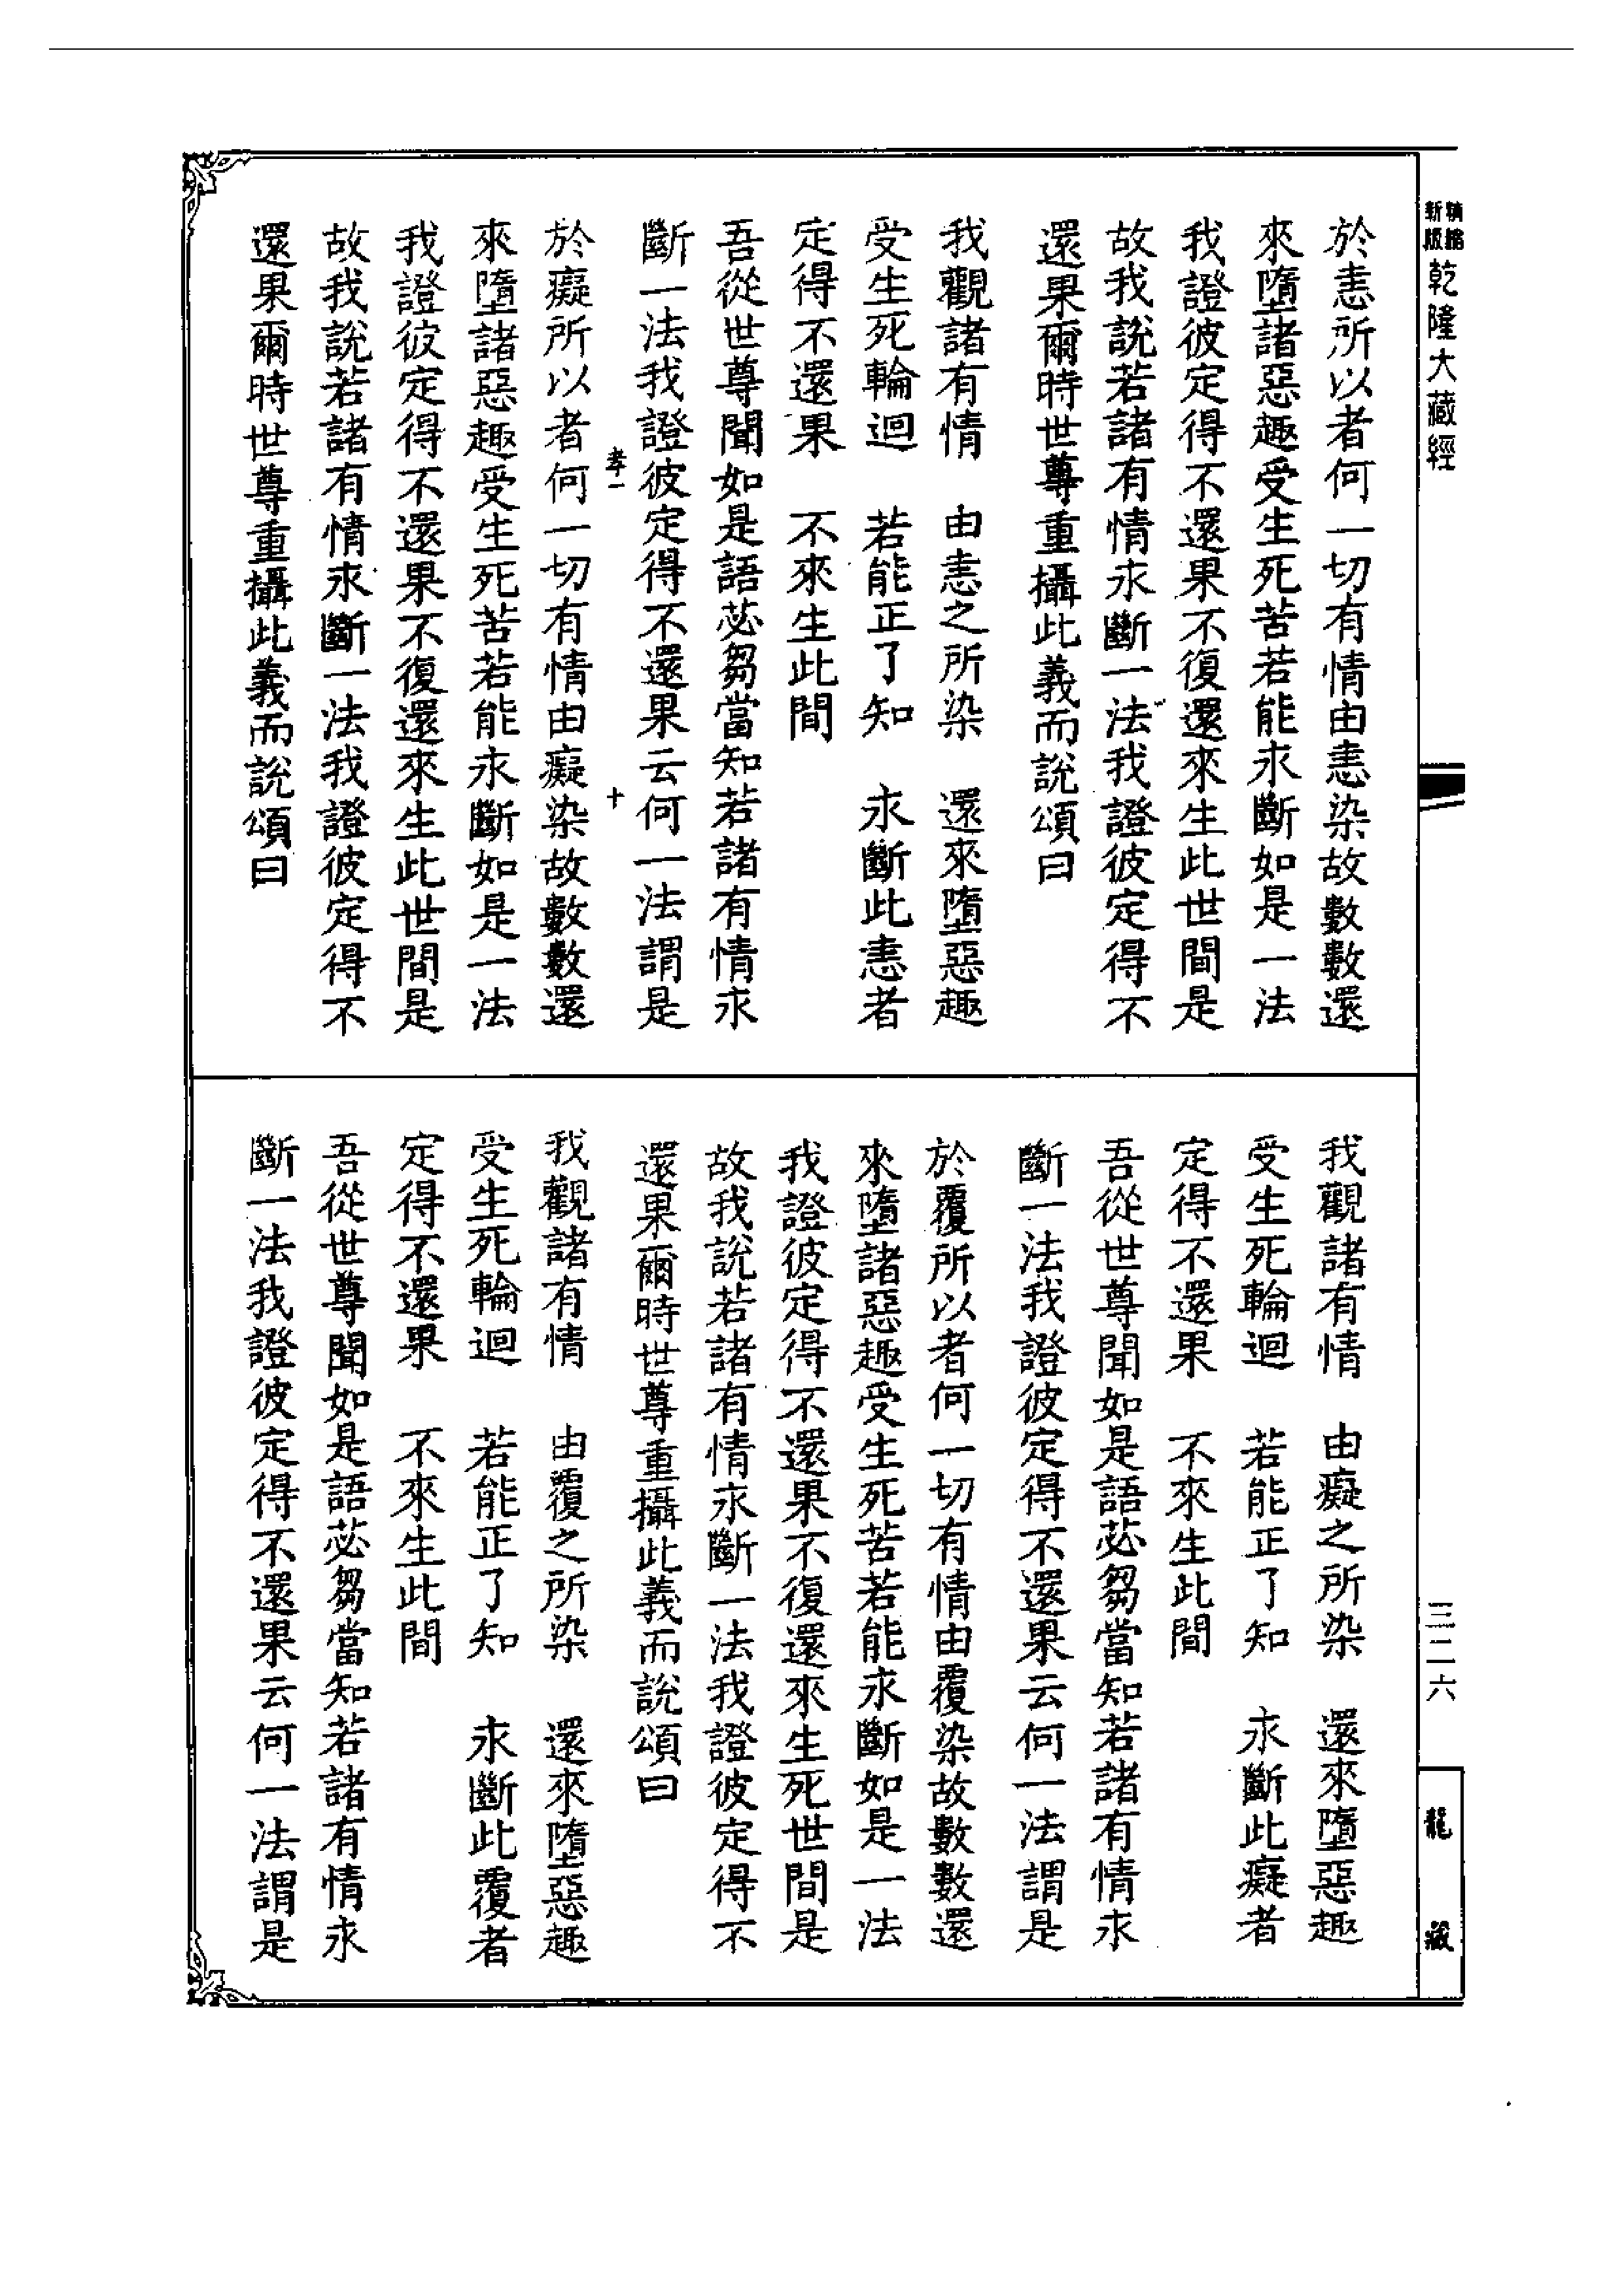 新編
縮版
乾隆大藏經
三二六
龍藏
於恚所以者何一切有情由恚染故數數還
來墮諸惡趣受生死苦若能永斷如是一法
我證彼定得不還果不復還來生此世間是
故我說若諸有情永斷一法我證彼定得不
還果爾時世尊重攝此義而說頌曰
我觀諸有情　由恚之所染　還來墮惡趣
受生死輪迴　若能正了知　永斷此恚者
定得不還果　不來生此間
吾從世尊聞如是語苾芻當知若諸有情永
斷一法我證彼定得不還果云何一法謂是
孝一　十
於癡所以者何一切有情由癡染故數數還
來墮諸惡趣受生死苦若能永斷如是一法
我證彼定得不還果不復還來生此世間是
故我說若諸有情永斷一法我證彼定得不
還果爾時世尊重攝此義而說頌曰
我觀諸有情　由癡之所染　還來墮惡趣
受生死輪迴　若能正了知　永斷此癡者
定得不還果　不來生此間
吾從世尊聞如是語苾芻當知若諸有情永
斷一法我證彼定得不還果云何一法謂是
於覆所以者何一切有情由覆染故數數還
來墮諸惡趣受生死苦若能永斷如是一法
我證彼定得不還果不復還來生死世間是
故我說若諸有情永斷一法我證彼定得不
還果爾時世尊重攝此義而說頌曰
我觀諸有情　由覆之所染　還來墮惡趣
受生死輪迴　若能正了知　永斷此覆者
定得不還果　不來生此間
吾從世尊聞如是語苾芻當知若諸有情永
斷一法我證彼定得不還果云何一法謂是